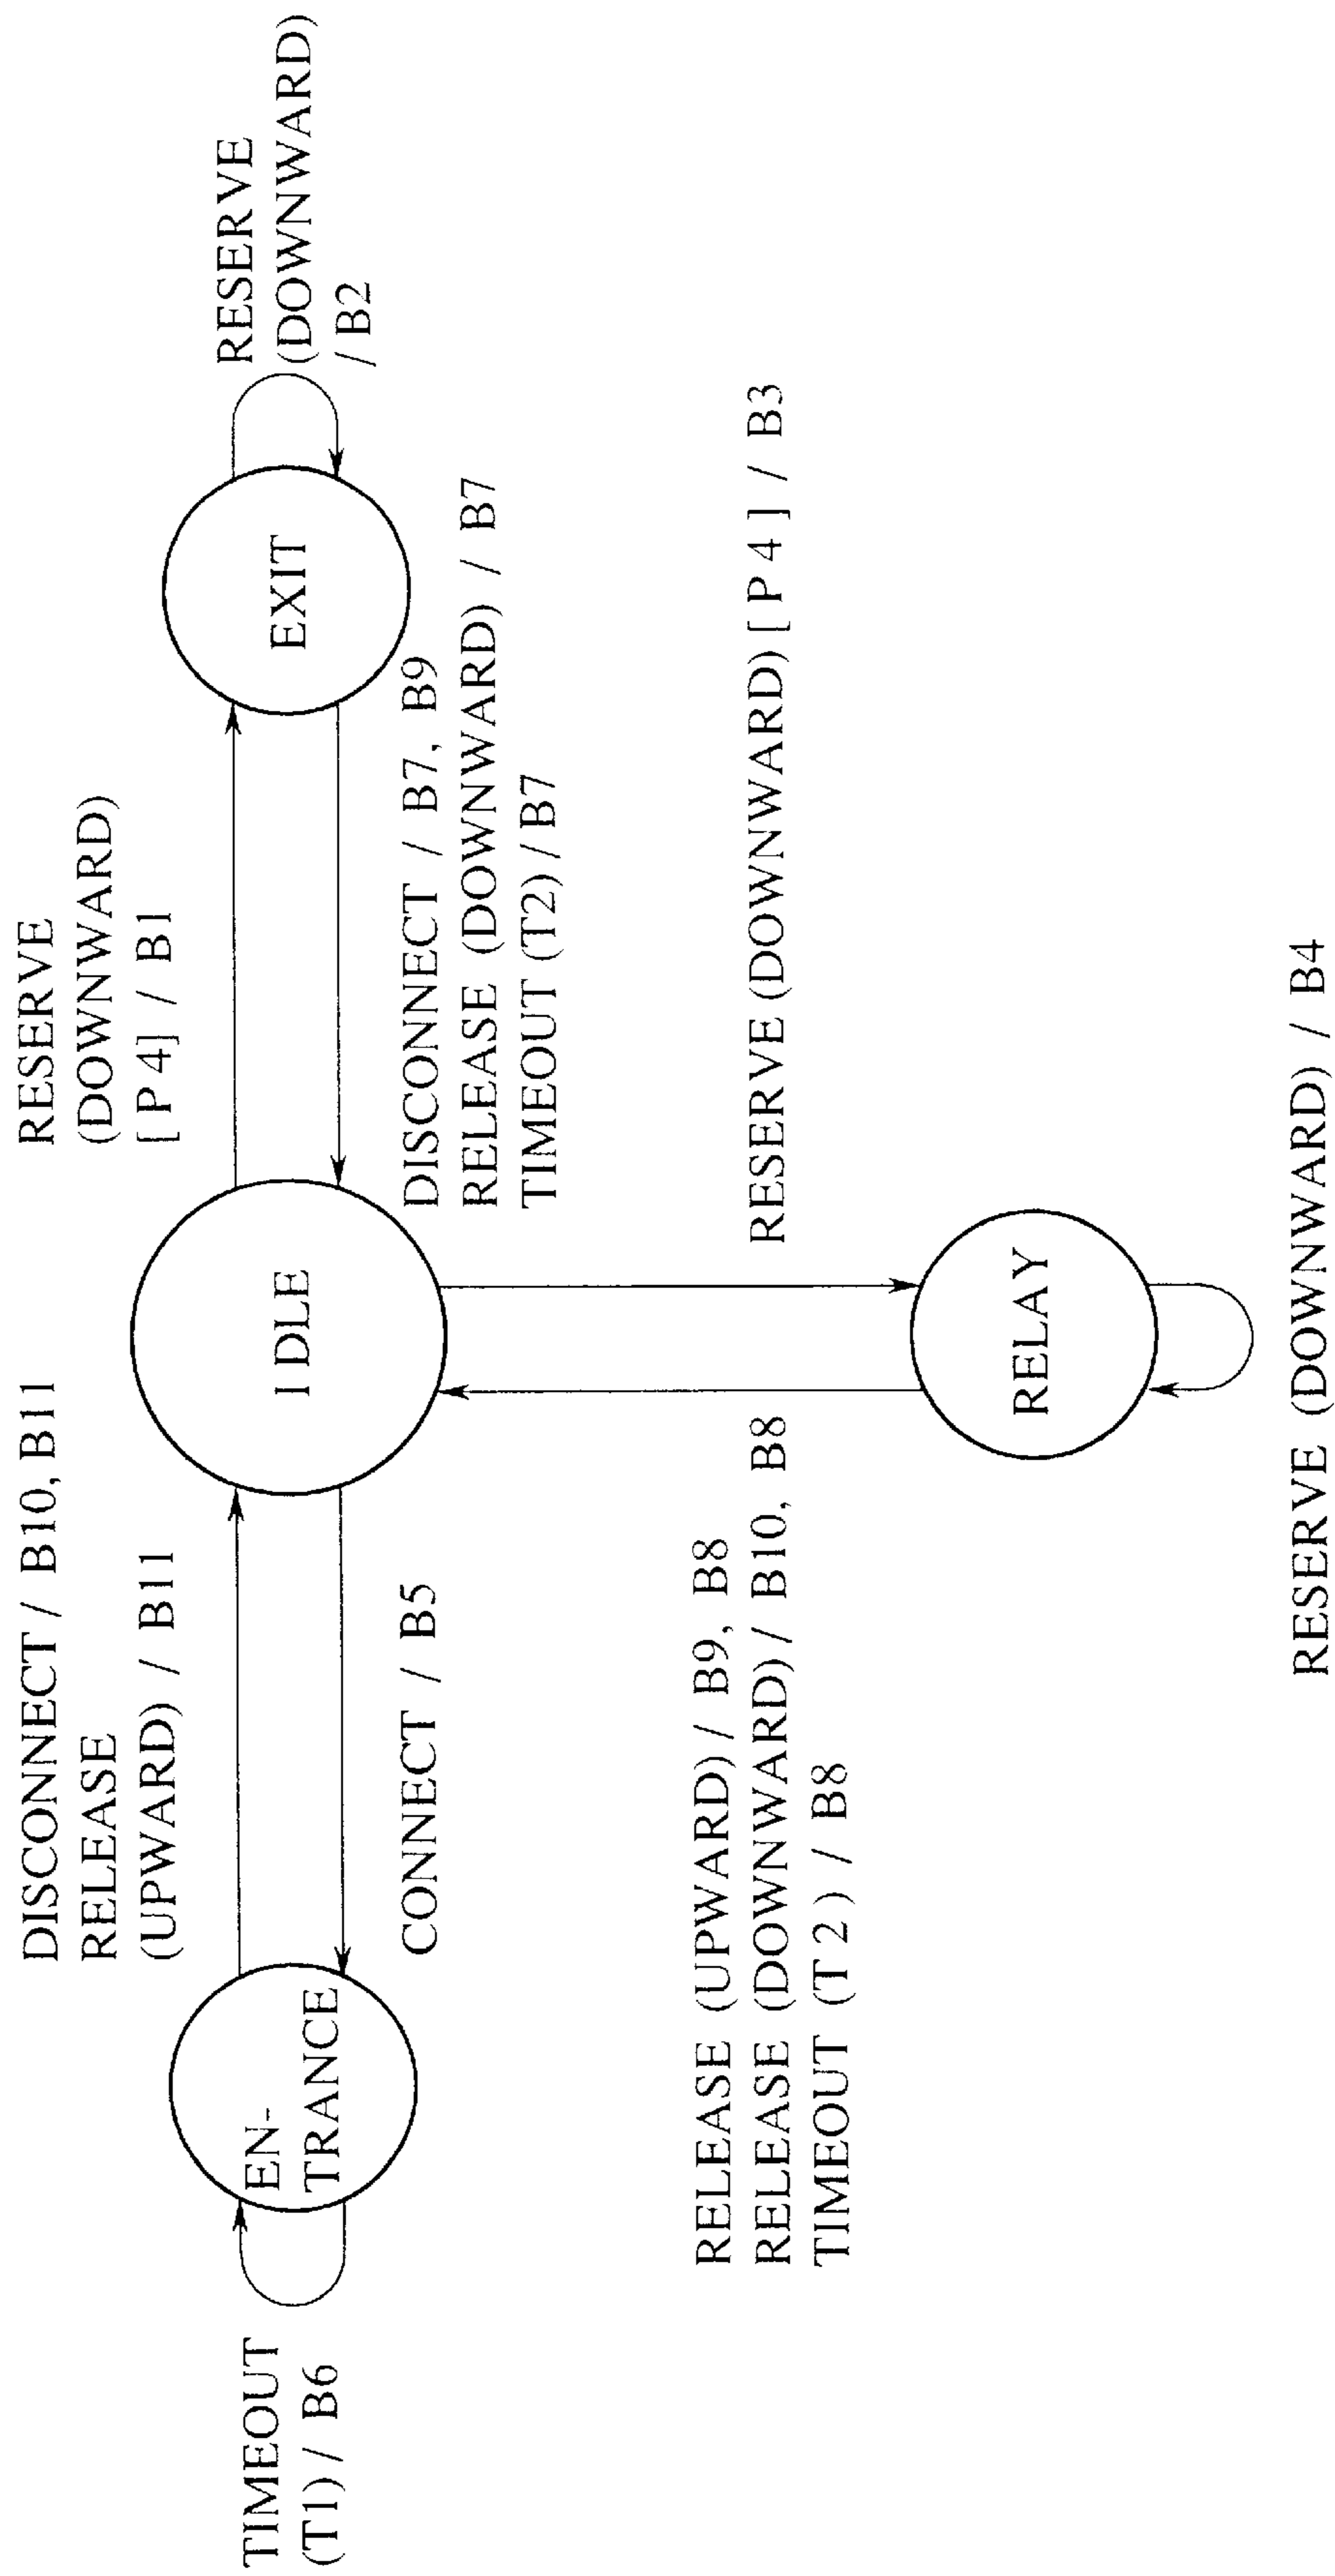 DISCONNECT / B10, B11
RELEASE
(UPWARD) / B11
RESERVE
(DOWNWARD)
[ P 4] / B1
TIMEOUT
(T1) / B6
EN-
TRANCE
IDLE
EXIT
RESERVE
(DOWNWARD)
/ B2
CONNECT / B5
DISCONNECT / B7, B9
RELEASE (DOWNWARD) / B7
TIMEOUT (T2) / B7
RELEASE (UPWARD) / B9, B8
RELEASE (DOWNWARD) / B10, B8
TIMEOUT (T 2 ) / B8
RESERVE (DOWNWARD) [ P 4 ] / B3
RELAY
RESERVE (DOWNWARD) / B4